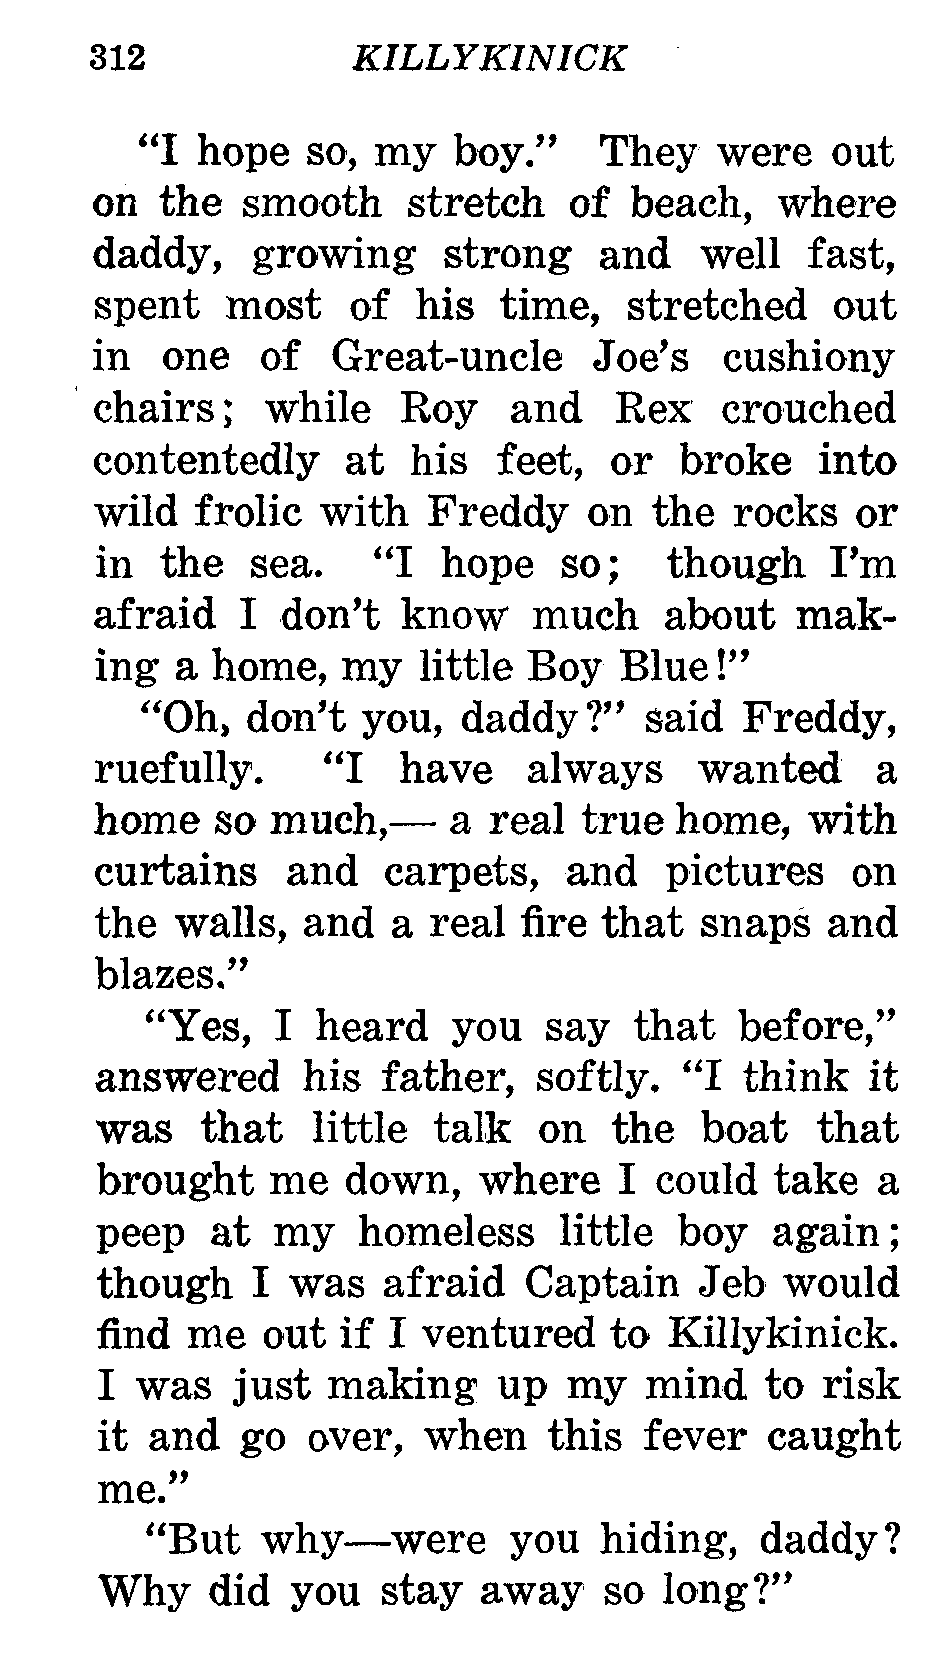 312 KILLYKINICK
“I hope so, my boy.” They were out
on the smooth stretch of beach, where
daddy, growing strong and well fast,
spent most of his time, stretched out
in one of Great-uncle Joe’s cushiony
chairs; while Roy and Rex crouched
contentedly at his feet, or broke into
wild frolic with Freddy on the rocks or
in the sea. “I hope so; though I’m
afraid I don’t know much about mak-
ing a home, my little Boy Blue!”
“Oh, don’t you, daddy?” said Freddy,
ruefully. “I have always wanted a
home so much,— a real true home, with
curtains and carpets, and pictures on
the walls, and a real fire that snaps and
blazes.”
“Yes, I heard you say that before,”
answered his father, softly. “I think it
was that little talk on the boat that
brought me down, where I could take a
peep at my homeless little boy again;
though I was afraid Captain Jeb would
find me out if I ventured to Killykinick.
I was just making up my mind to risk
it and go over, when this fever caught
me.”
“But why—were you hiding, daddy?
Why did you stay away so long?”